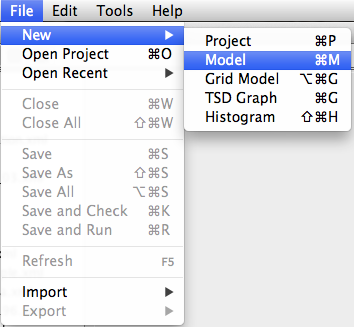 File Edit Tools Help
New ▶
Open Project ⌘O
Open Recent ▶
Close ⌘W
Close All ⇧⌘W
Save ⌘S
Save As ⇧⌘S
Save All ⌥⌘S
Save and Check ⌘K
Save and Run ⌘R
Refresh F5
Import ▶
Export ▶
Project ⌘P
Model ⌘M
Grid Model ⌥⌘G
TSD Graph ⌘G
Histogram ⇧⌘H